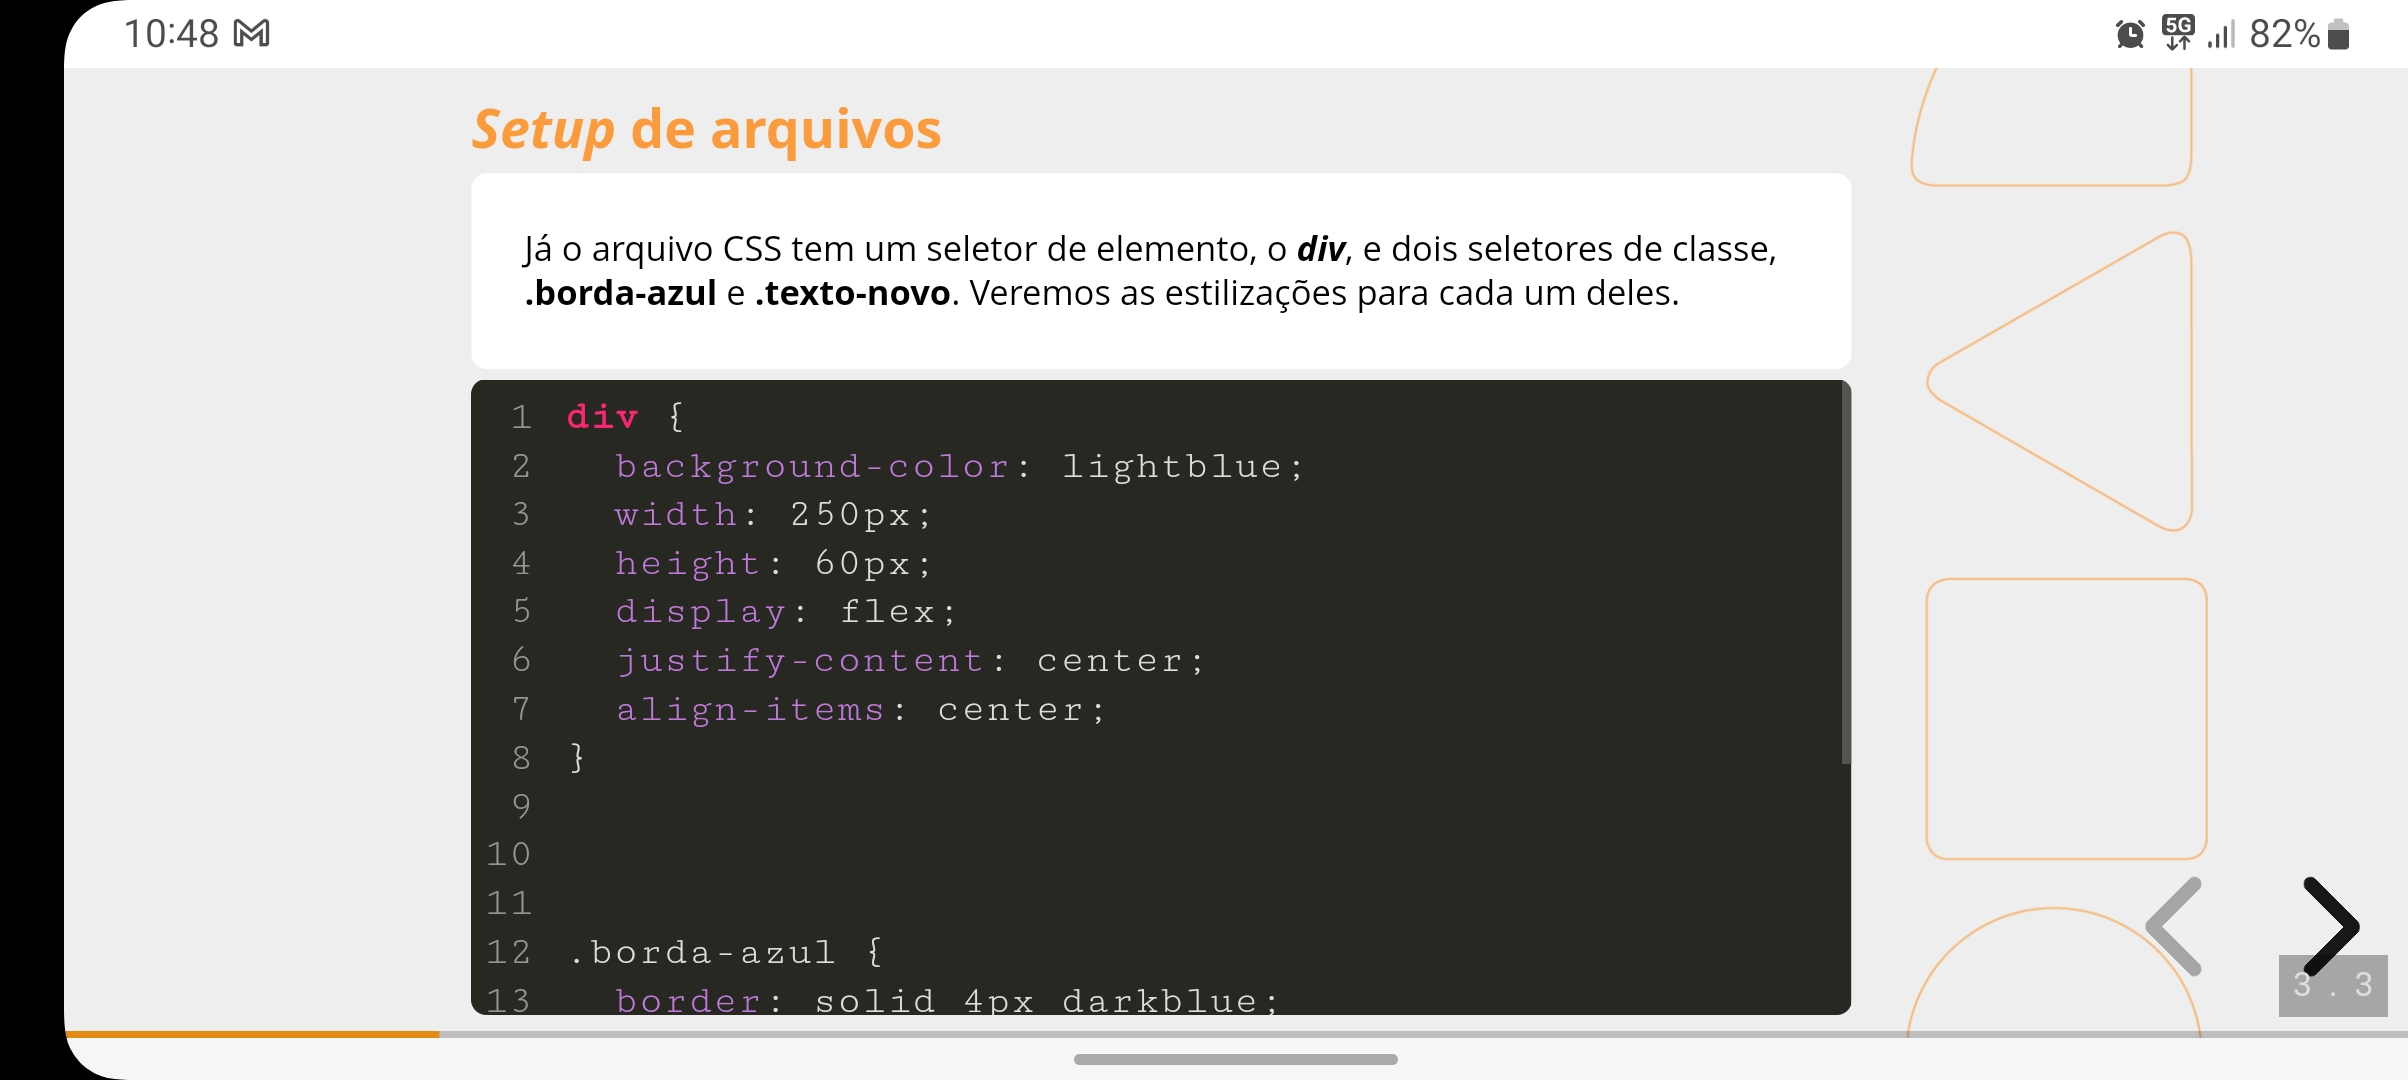 10:48
5G 82%
Setup de arquivos
Já o arquivo CSS tem um seletor de elemento, o div, e dois seletores de classe,
.borda-azul e .texto-novo. Veremos as estilizações para cada um deles.
1 div {
2 background-color: lightblue;
3 width: 250px;
4 height: 60px;
5 display: flex;
6 justify-content: center;
7 align-items: center;
8 }
9
10
11
12 .borda-azul {
13 border: solid 4px darkblue;
3 . 3